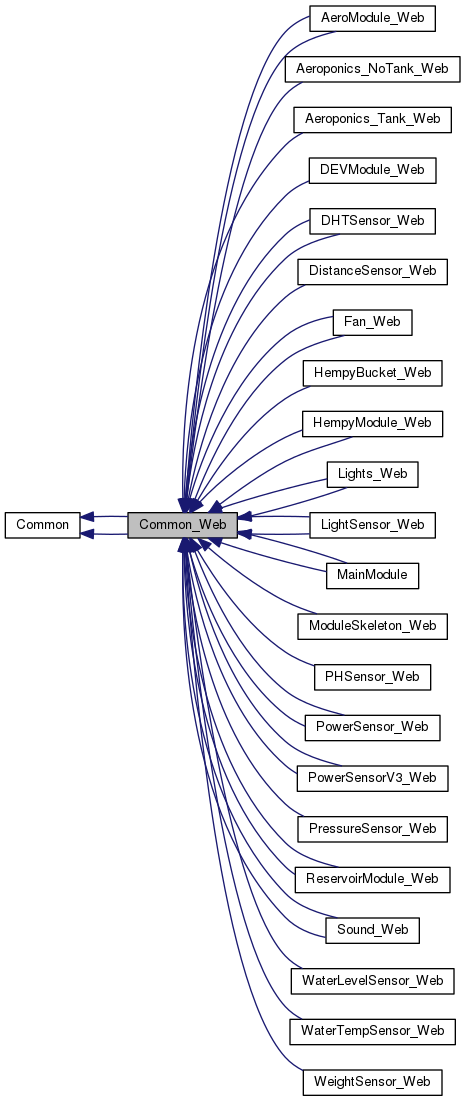 AeroModule_Web
Aeroponics_NoTank_Web
Aeroponics_Tank_Web
DEVModule_Web
DHTSensor_Web
DistanceSensor_Web
Fan_Web
HempyBucket_Web
HempyModule_Web
Lights_Web
Common
Common_Web
LightSensor_Web
MainModule
ModuleSkeleton_Web
PHSensor_Web
PowerSensor_Web
PowerSensorV3_Web
PressureSensor_Web
ReservoirModule_Web
Sound_Web
WaterLevelSensor_Web
WaterTempSensor_Web
WeightSensor_Web